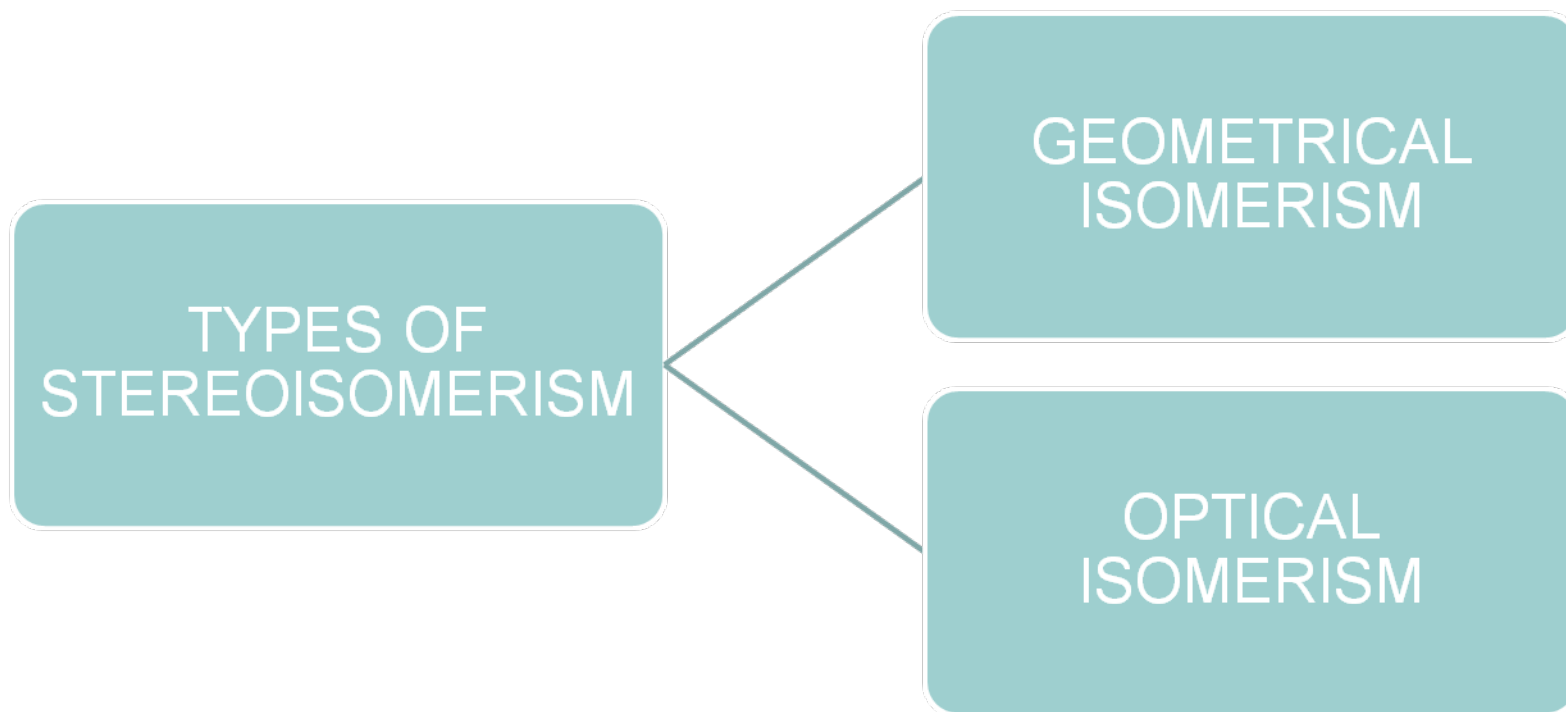 TYPES OF
STEREOISOMERISM
GEOMETRICAL
ISOMERISM
OPTICAL
ISOMERISM